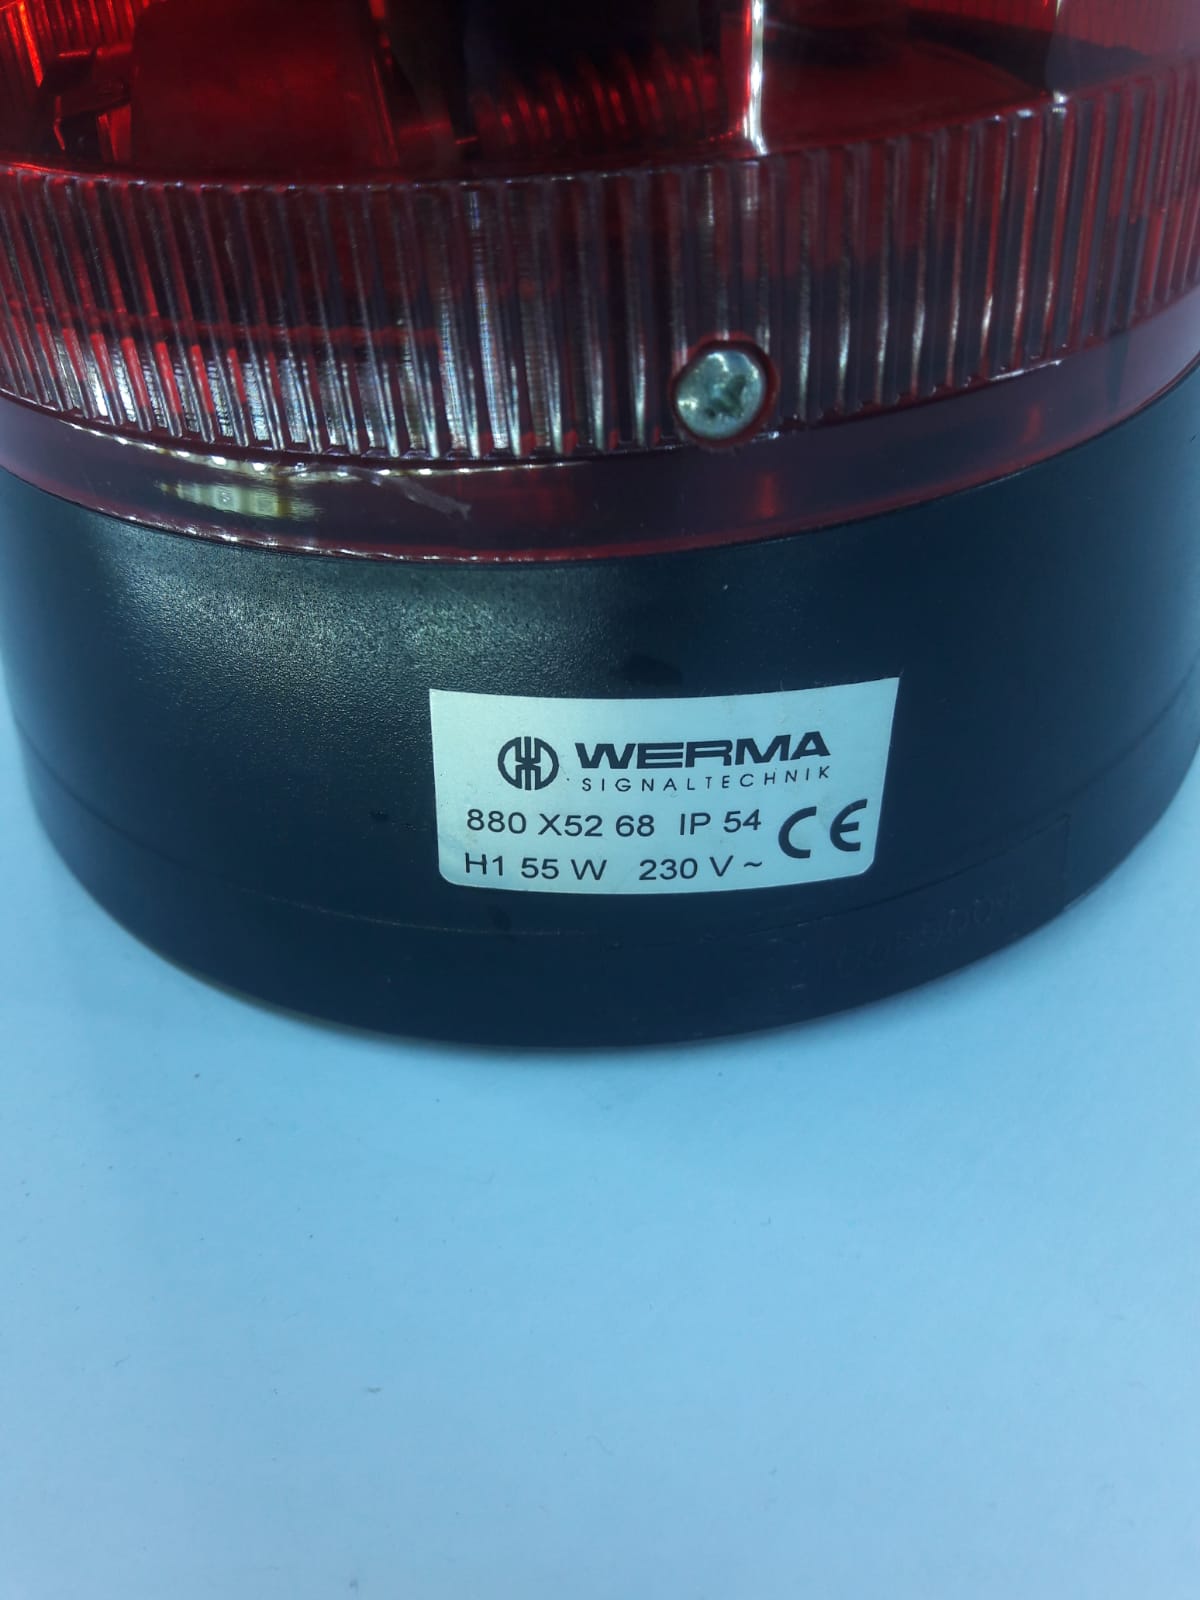 WERMA
SIGNALTECHNIK
880 X52 68 IP 54
H1 55 W 230 V ~
CE